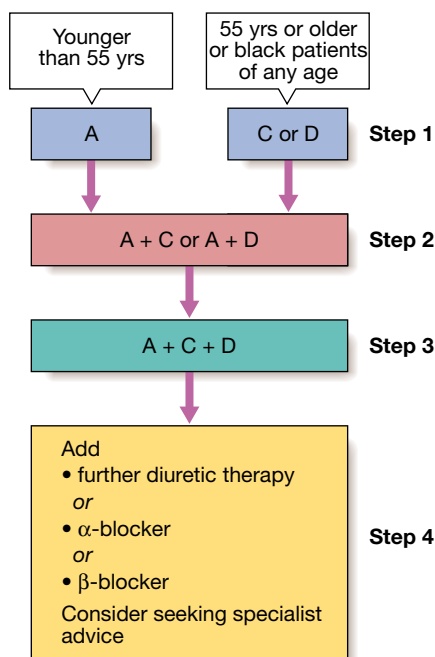 Younger
than 55 yrs
55 yrs or older
or black patients
of any age
A
C or D
Step 1
A + C or A + D
Step 2
A + C + D
Step 3
Add
• further diuretic therapy
or
• α-blocker
or
• β-blocker
Consider seeking specialist
advice
Step 4